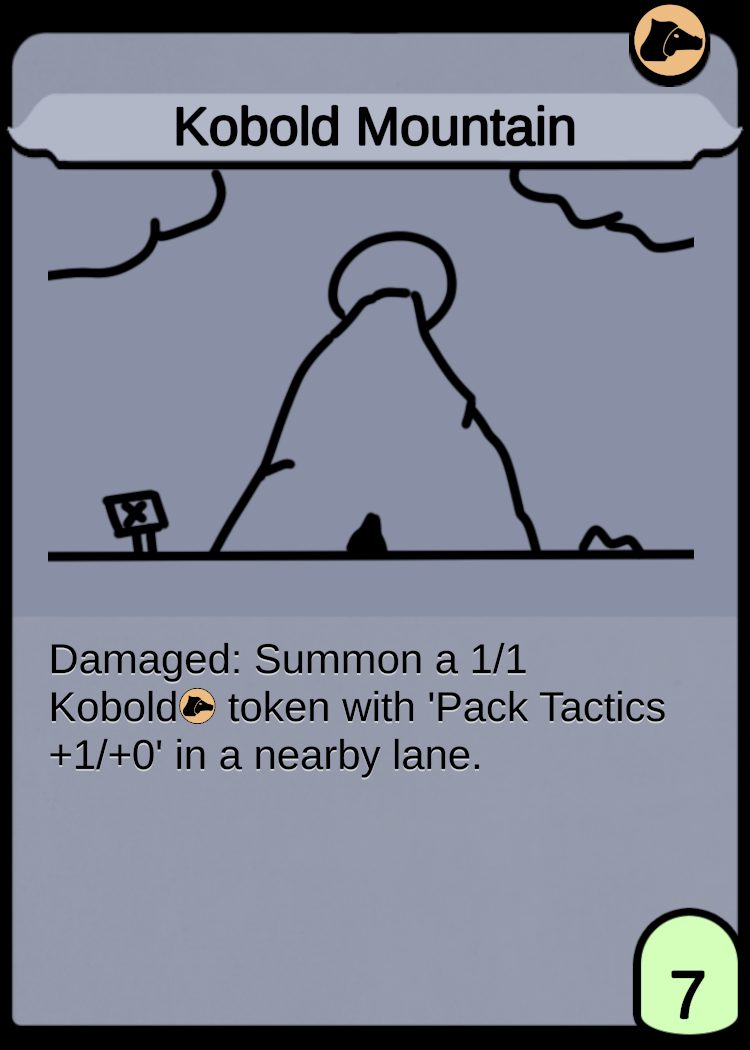 Kobold Mountain
X
Damaged: Summon a 1/1
Kobold token with 'Pack Tactics
+1/+0' in a nearby lane.
7